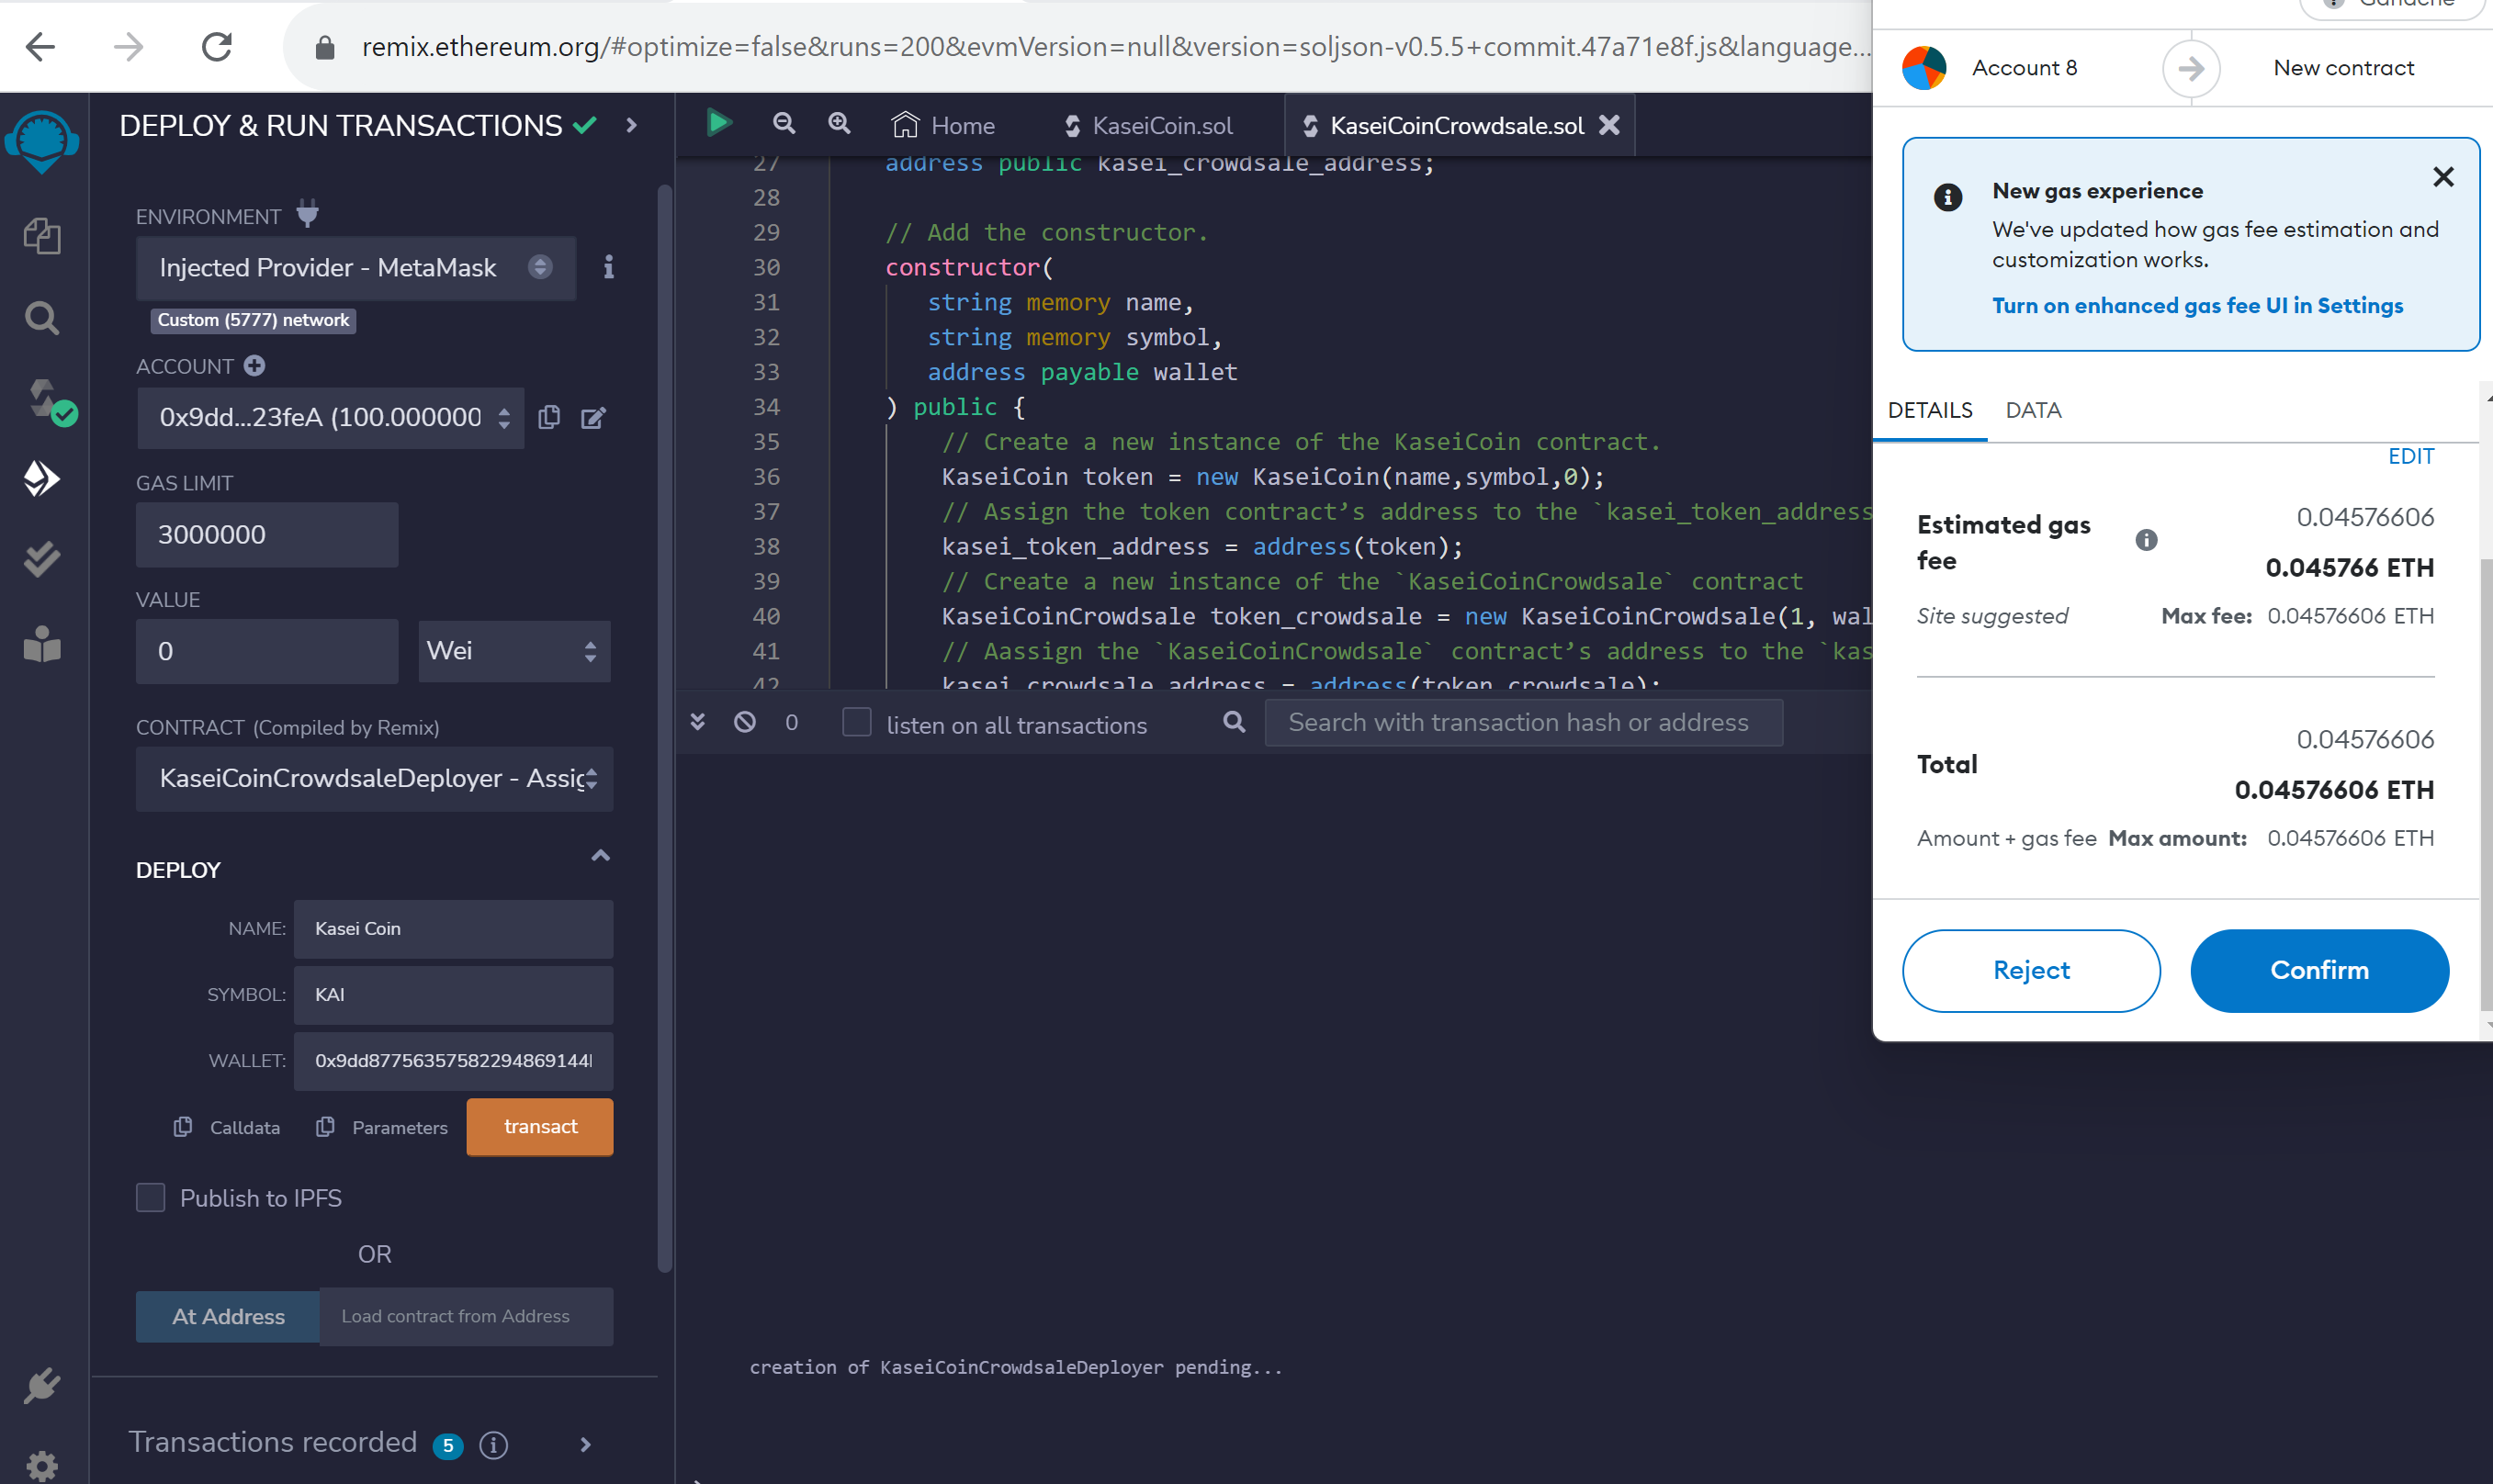 remix.ethereum.org/#optimize=false&runs=200&evmVersion=null&version=soljson-v0.5.5+commit.47a71e8f.js&language...
DEPLOY & RUN TRANSACTIONS
ENVIRONMENT
Injected Provider - MetaMask
Custom (5777) network
ACCOUNT
0x9dd...23feA (100.000000
GAS LIMIT
3000000
VALUE
0
Wei
CONTRACT (Compiled by Remix)
KaseiCoinCrowdsaleDeployer - Assig
DEPLOY
NAME: Kasei Coin
SYMBOL: KAI
WALLET: 0x9dd87756357582294869144
Calldata
Parameters
transact
Publish to IPFS
OR
At Address
Load contract from Address
Transactions recorded 5
Home
KaseiCoin.sol
KaseiCoinCrowdsale.sol
27 address public kasei_crowdsale_address;
28
29 // Add the constructor.
30 constructor(
31 string memory name,
32 string memory symbol,
33 address payable wallet
34 ) public {
35 // Create a new instance of the KaseiCoin contract.
36 KaseiCoin token = new KaseiCoin(name,symbol,0);
37 // Assign the token contract’s address to the `kasei_token_address
38 kasei_token_address = address(token);
39 // Create a new instance of the `KaseiCoinCrowdsale` contract
40 KaseiCoinCrowdsale token_crowdsale = new KaseiCoinCrowdsale(1, wal
41 // Aassign the `KaseiCoinCrowdsale` contract’s address to the `kas
42 kasei_crowdsale_address = address(token_crowdsale);
0
listen on all transactions
Search with transaction hash or address
creation of KaseiCoinCrowdsaleDeployer pending...
Ganache
Account 8
New contract
New gas experience
We've updated how gas fee estimation and
customization works.
Turn on enhanced gas fee UI in Settings
DETAILS
DATA
EDIT
Estimated gas
fee
0.04576606
0.045766 ETH
Site suggested
Max fee: 0.04576606 ETH
Total
0.04576606
0.04576606 ETH
Amount + gas fee
Max amount: 0.04576606 ETH
Reject
Confirm